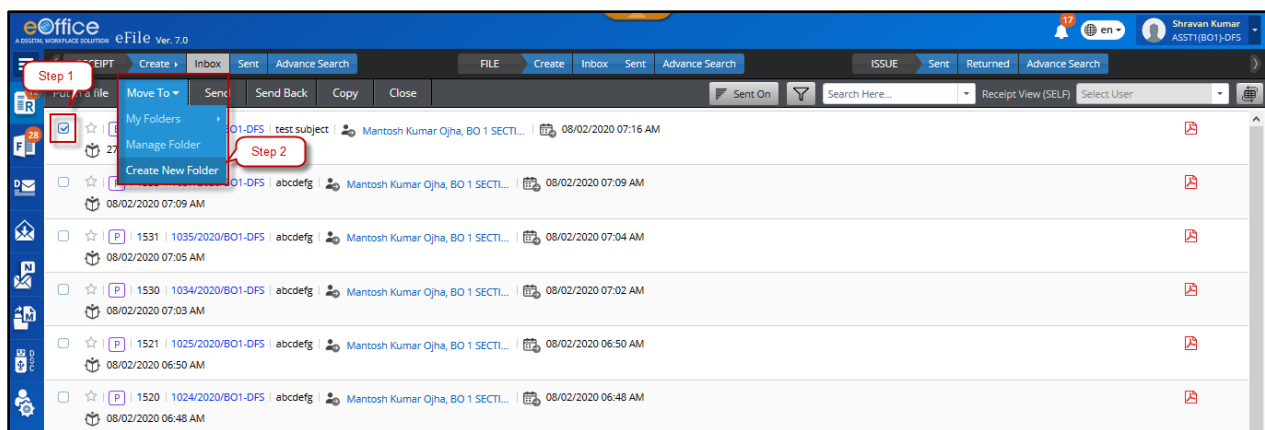 eOffice
A DIGITAL WORKPLACE SOLUTION eFile Ver. 7.0
17
en
Shravan Kumar
ASST1(BO1)-DFS
Create Inbox Sent Advance Search FILE Create Inbox Sent Advance Search ISSUE Sent Returned Advance Search
Step 1
a file Move To Send Send Back Copy Close Sent On Search Here... Receipt View (SELF) Select User
R
28
F
My Folders
Manage Folder
Create New Folder
Step 2
O1-DFS test subject Mantosh Kumar Ojha, BO 1 SECTI... 08/02/2020 07:16 AM
27
abcdefg Mantosh Kumar Ojha, BO 1 SECTI... 08/02/2020 07:09 AM
08/02/2020 07:09 AM
P 1531 1035/2020/BO1-DFS abcdefg Mantosh Kumar Ojha, BO 1 SECTI... 08/02/2020 07:04 AM
08/02/2020 07:05 AM
P 1530 1034/2020/BO1-DFS abcdefg Mantosh Kumar Ojha, BO 1 SECTI... 08/02/2020 07:02 AM
08/02/2020 07:03 AM
P 1521 1025/2020/BO1-DFS abcdefg Mantosh Kumar Ojha, BO 1 SECTI... 08/02/2020 06:50 AM
08/02/2020 06:50 AM
P 1520 1024/2020/BO1-DFS abcdefg Mantosh Kumar Ojha, BO 1 SECTI... 08/02/2020 06:48 AM
08/02/2020 06:48 AM
D
N
M
DSC